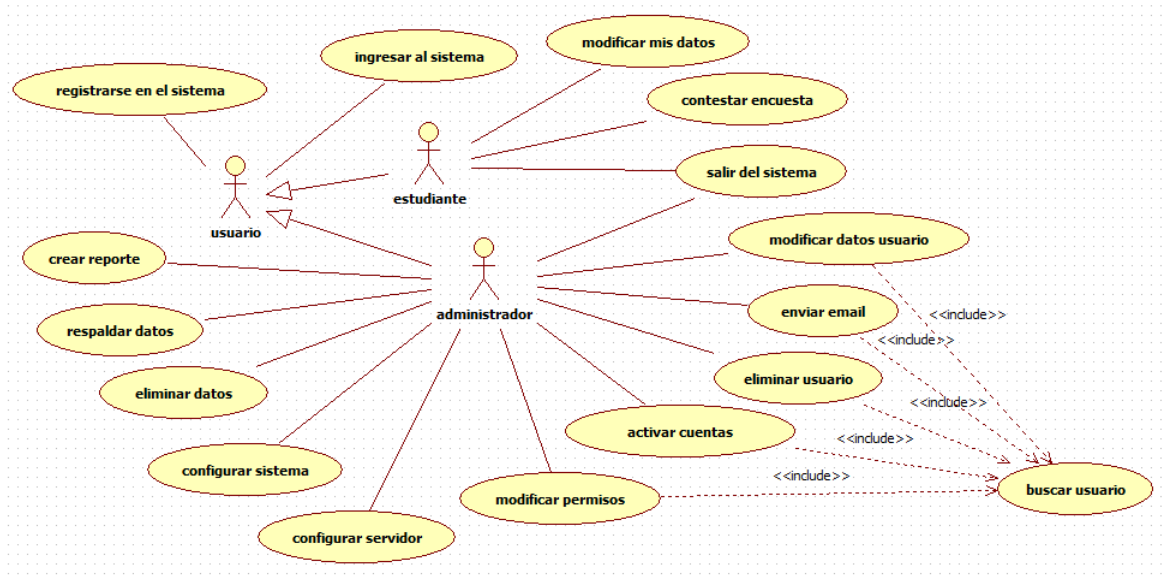 modificar mis datos
ingresar al sistema
registrarse en el sistema
contestar encuesta
salir del sistema
estudiante
usuario
modificar datos usuario
crear reporte
enviar email
<<include>>
administrador
respaldar datos
<<include>>
eliminar usuario
eliminar datos
<<include>>
activar cuentas
<<include>>
configurar sistema
<<include>>
buscar usuario
modificar permisos
configurar servidor